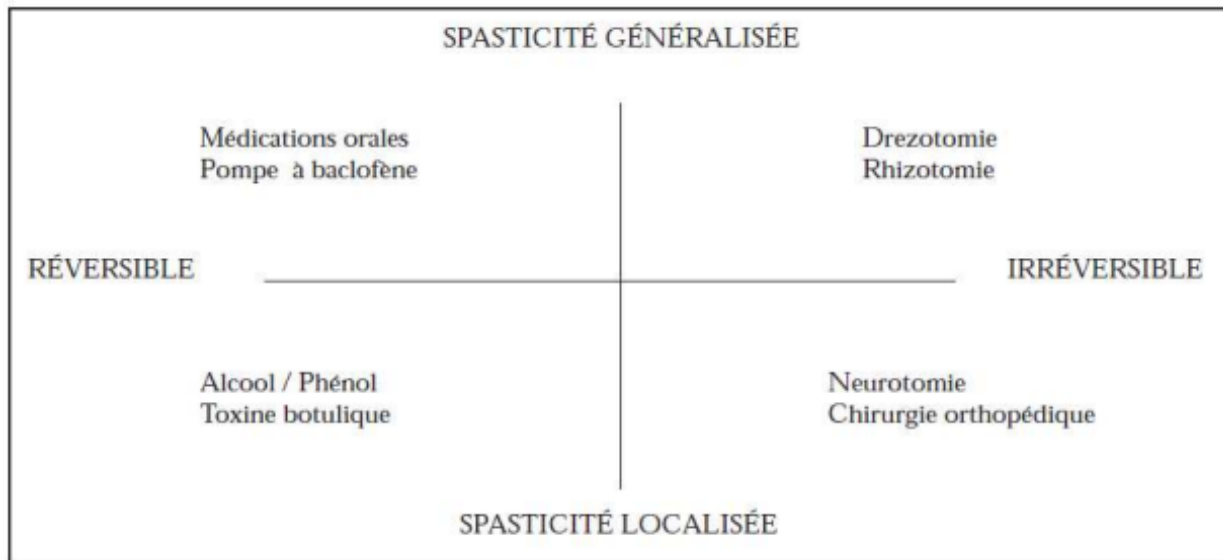 SPASTICITÉ GÉNÉRALISÉE
Médications orales
Pompe à baclofène
Drezotomie
Rhizotomie
RÉVERSIBLE
IRRÉVERSIBLE
Alcool / Phénol
Toxine botulique
Neurotomie
Chirurgie orthopédique
SPASTICITÉ LOCALISÉE